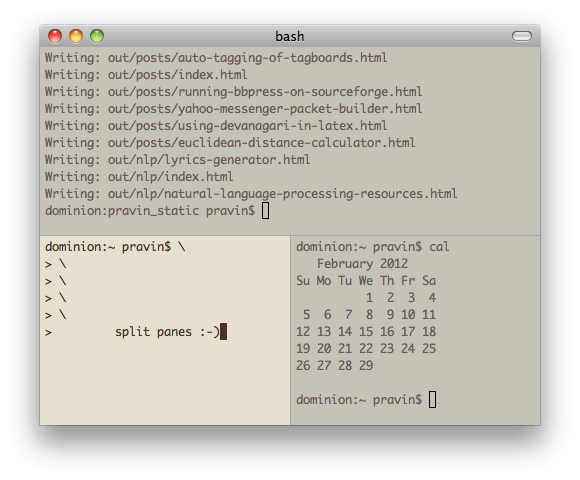 bash
Writing: out/posts/auto-tagging-of-tagboards.html
Writing: out/posts/index.html
Writing: out/posts/running-bbpress-on-sourceforge.html
Writing: out/posts/yahoo-messenger-packet-builder.html
Writing: out/posts/using-devanagari-in-latex.html
Writing: out/posts/euclidean-distance-calculator.html
Writing: out/nlp/lyrics-generator.html
Writing: out/nlp/index.html
Writing: out/nlp/natural-language-processing-resources.html
dominion:pravin_static pravin$
dominion:~ pravin$ \
> \
> \
> \
> \
>         split panes :-)
dominion:~ pravin$ cal
   February 2012
Su Mo Tu We Th Fr Sa
          1  2  3  4
 5  6  7  8  9 10 11
12 13 14 15 16 17 18
19 20 21 22 23 24 25
26 27 28 29
dominion:~ pravin$